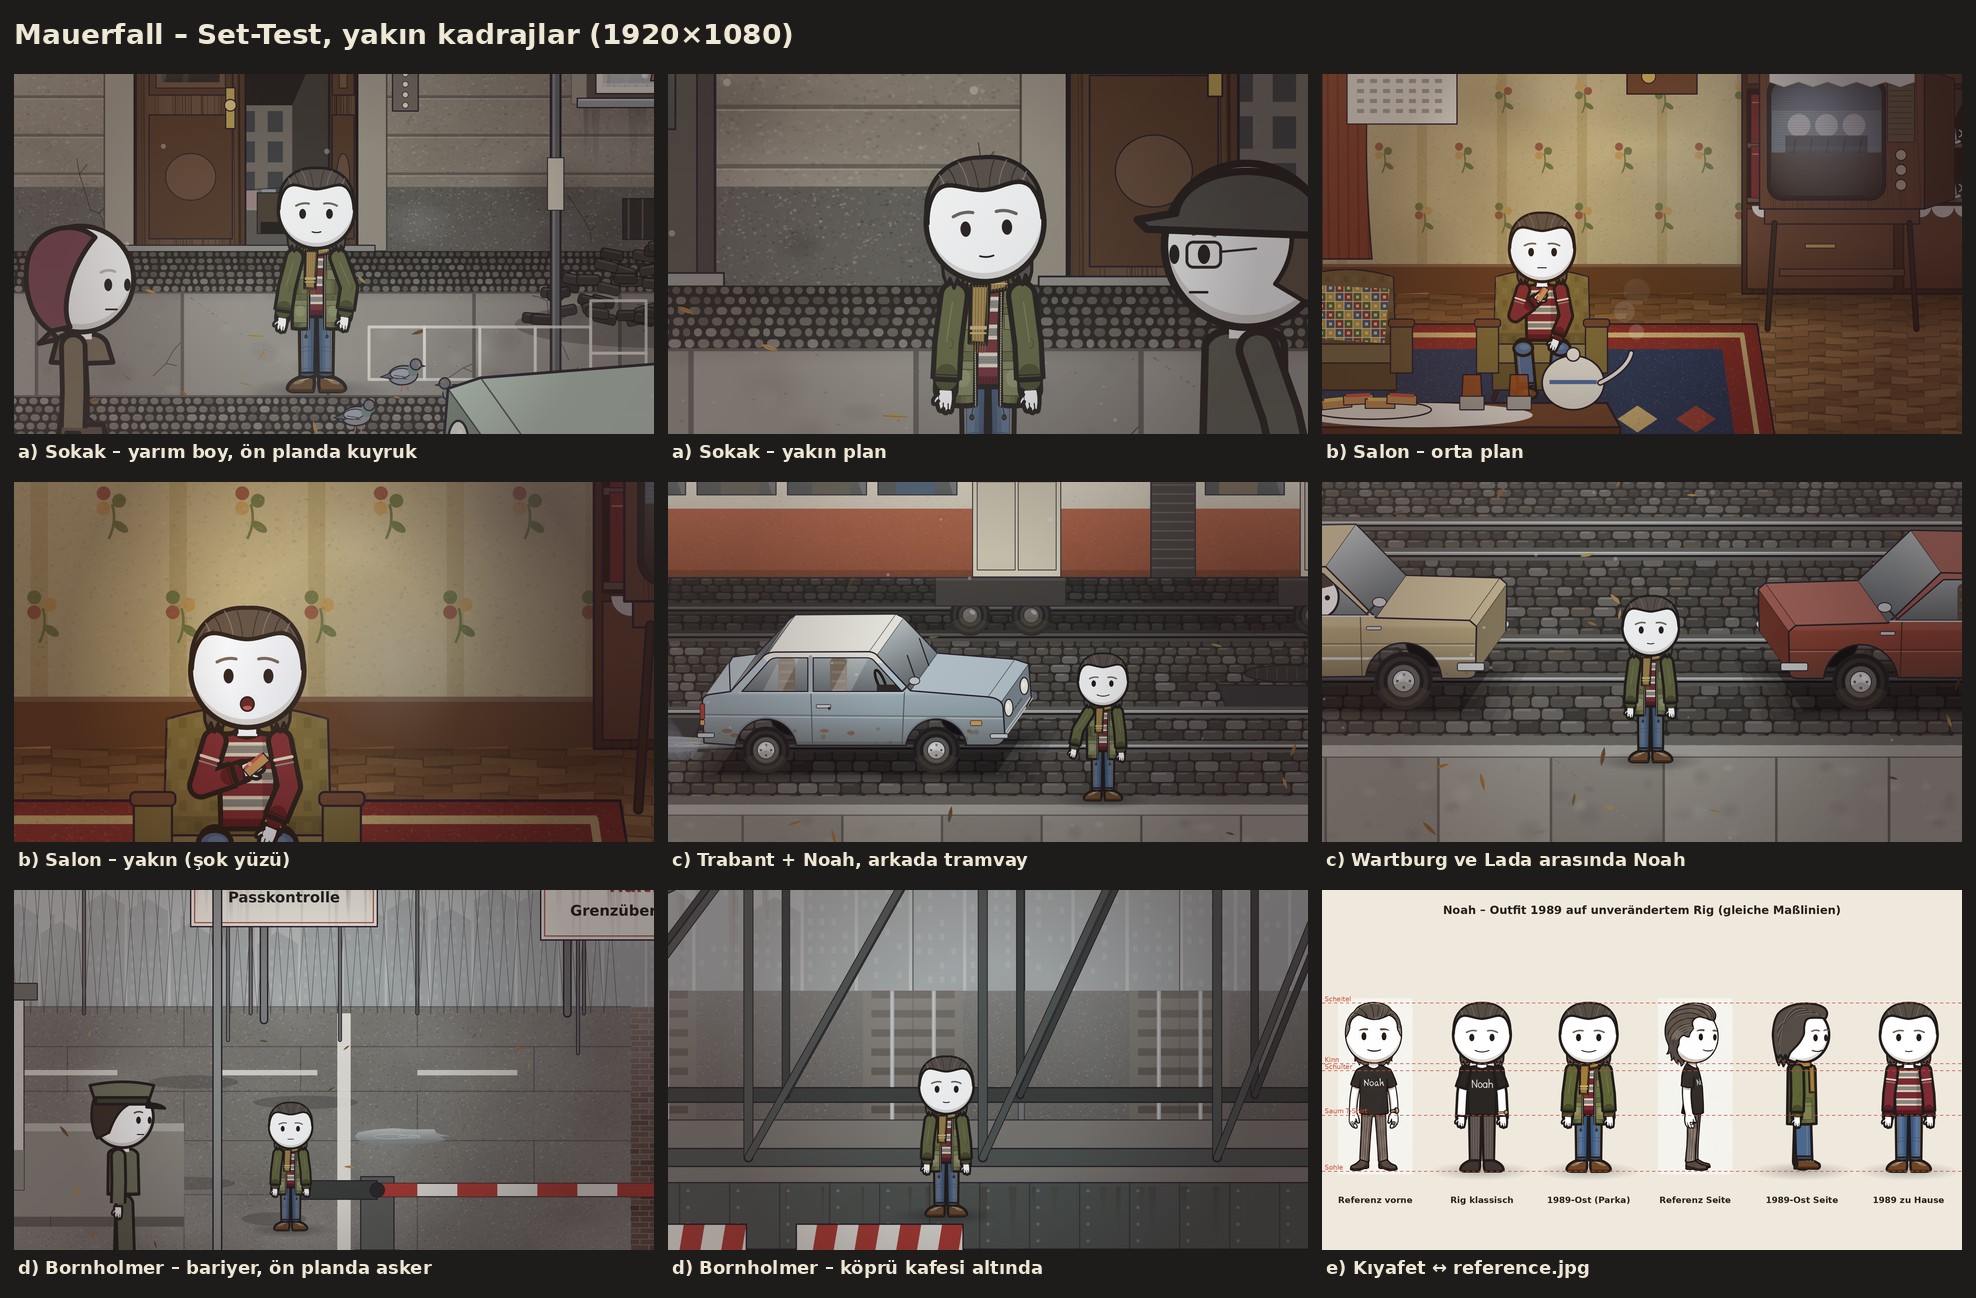 Mauerfall – Set-Test, yakın kadrajlar (1920×1080)
a) Sokak – yarım boy, ön planda kuyruk
a) Sokak – yakın plan
b) Salon – orta plan
b) Salon – yakın (şok yüzü)
c) Trabant + Noah, arkada tramvay
c) Wartburg ve Lada arasında Noah
Passkontrolle
Grenzüber
d) Bornholmer – bariyer, ön planda asker
d) Bornholmer – köprü kafesi altında
Noah – Outfit 1989 auf unverändertem Rig (gleiche Maßlinien)
Scheitel
Kinn
Schulter
Noah
Noah
Saum T-Shirt
Sohle
Referenz vorne
Rig klassisch
1989-Ost (Parka)
Referenz Seite
1989-Ost Seite
1989 zu Hause
e) Kıyafet ↔ reference.jpg